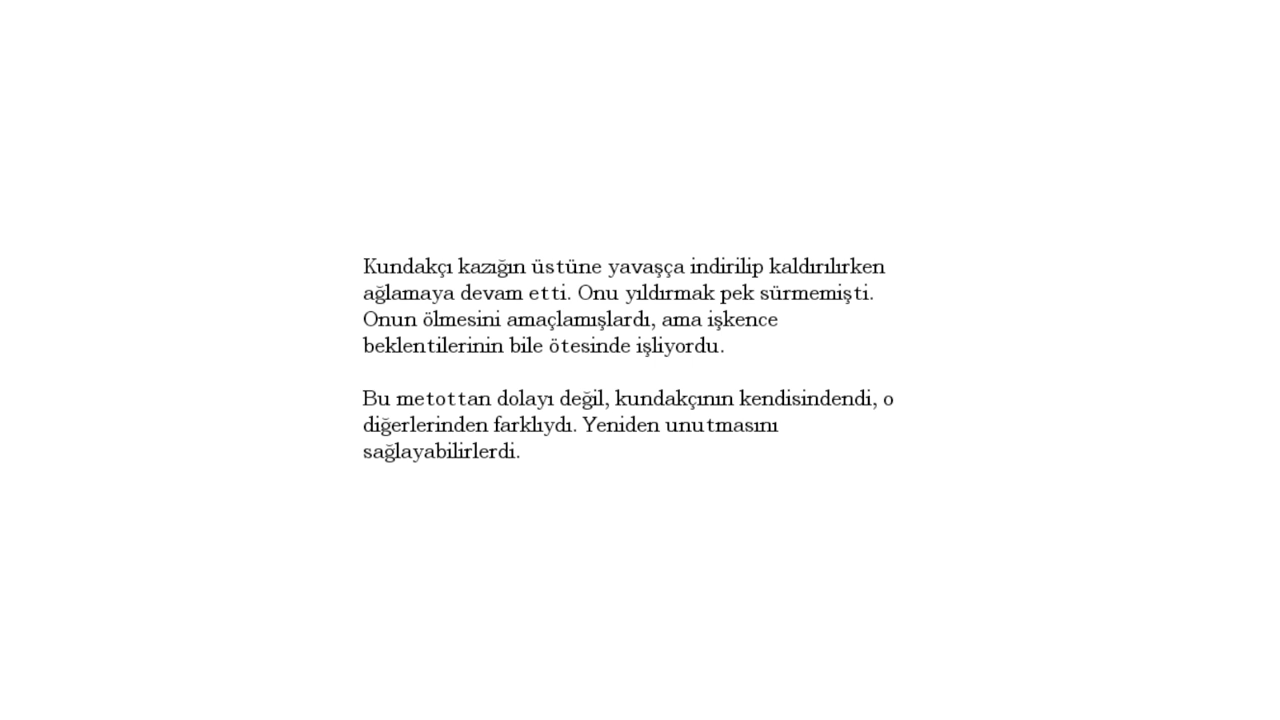 Kundakçı kazığın üstüne yavaşça indirilip kaldırılırken
ağlamaya devam etti. Onu yıldırmak pek sürmemişti.
Onun ölmesini amaçlamışlardı, ama işkence
beklentilerinin bile ötesinde işliyordu.
Bu metottan dolayı değil, kundakçının kendisindendi, o
diğerlerinden farklıydı. Yeniden unutmasını
sağlayabilirlerdi.